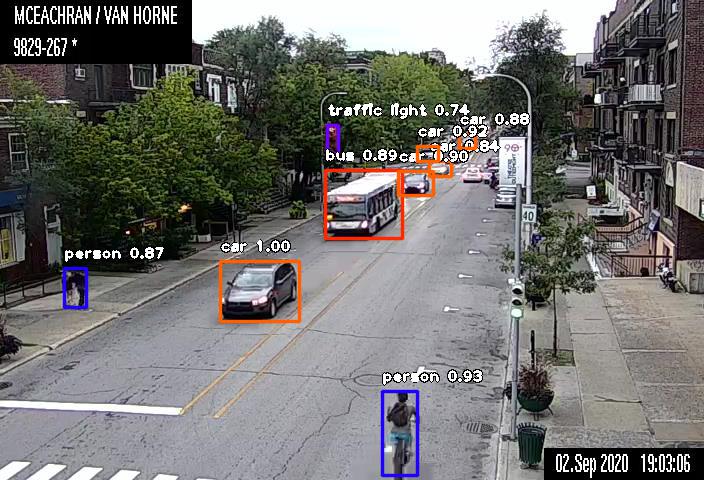 MCEACHRAN / VAN HORNE
9829-267 *
traffic light 0.74
car 0.88
car 0.92
car 0.84
bus 0.89
car 0.90
person 0.87
car 1.00
40
person 0.93
02.Sep 2020 19:03:06